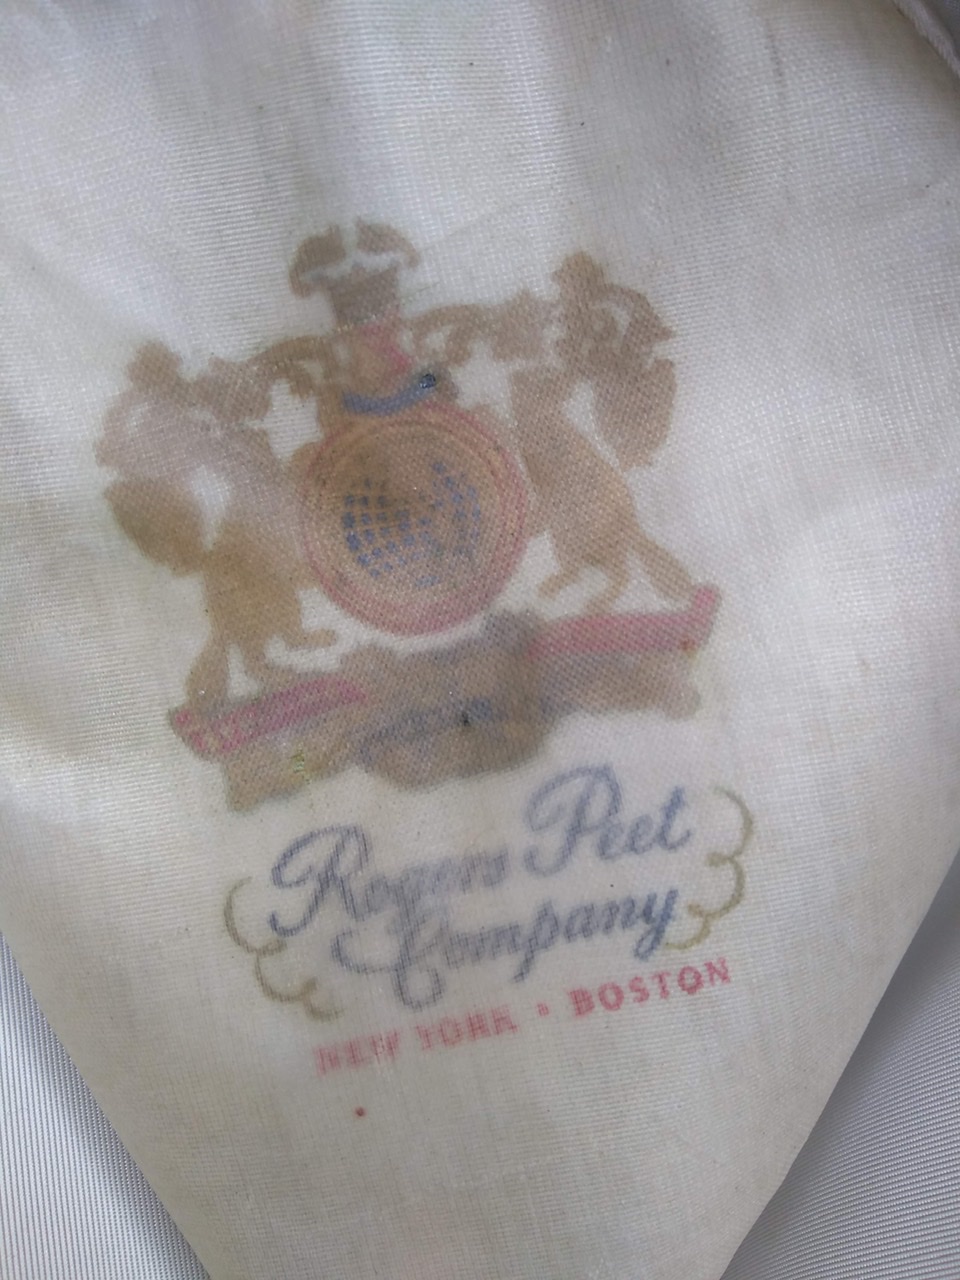 Rogers Peet
Company
NEW YORK • BOSTON